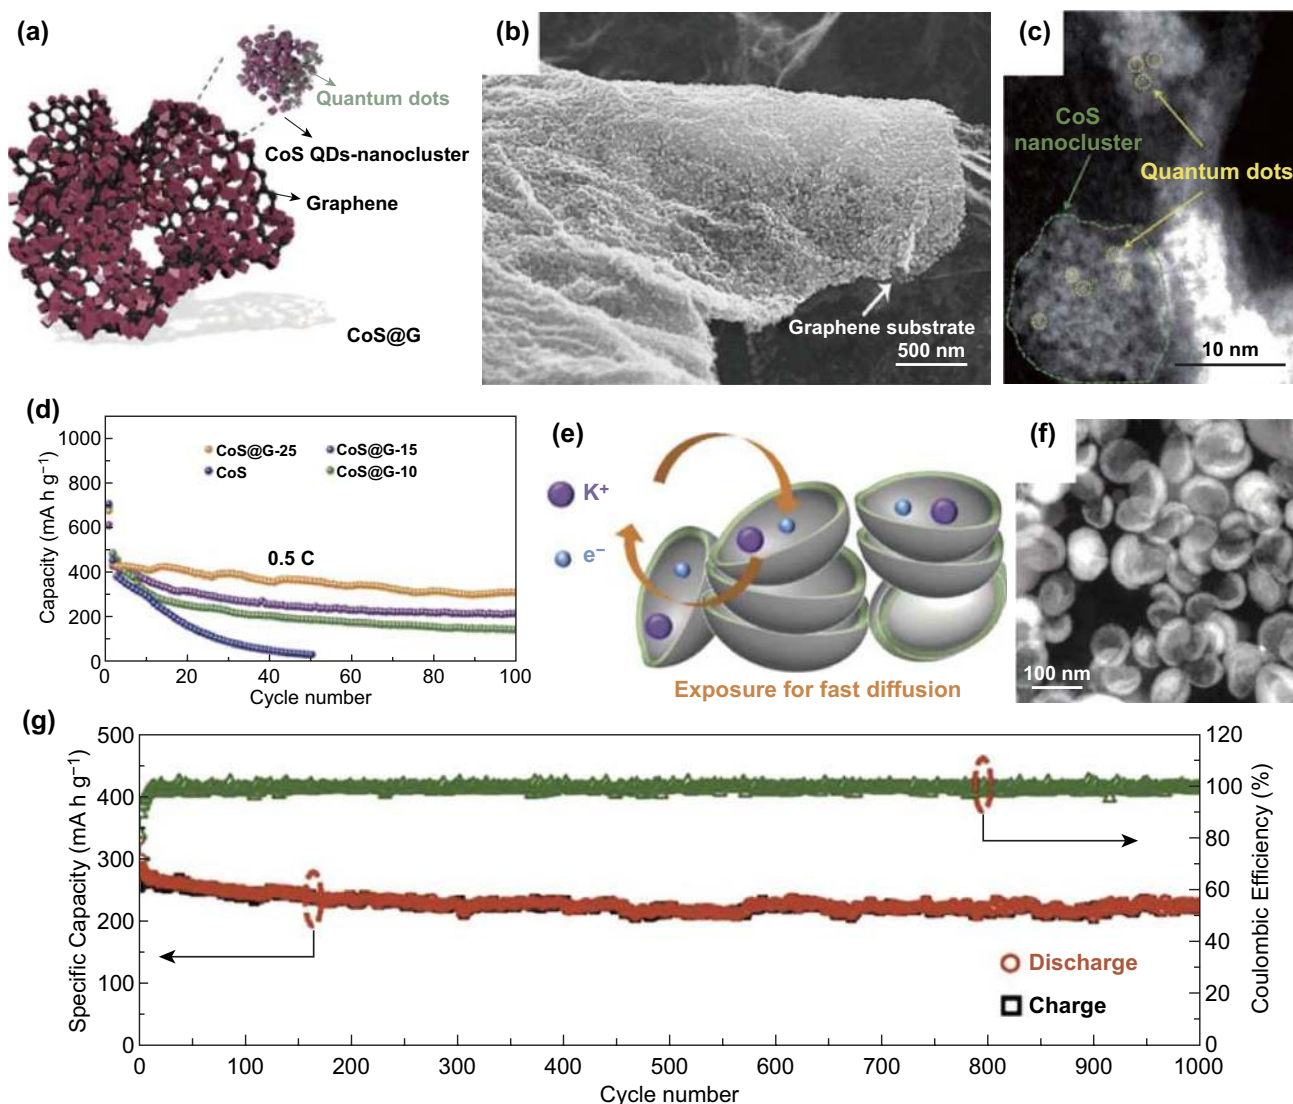 (a)
Quantum dots
CoS QDs-nanocluster
Graphene
CoS@G
(b)
Graphene substrate
500 nm
(c)
CoS
nanocluster
Quantum dots
10 nm
(d)
Capacity (mA h g⁻¹)
1000
800
600
400
200
0
CoS@G-25
CoS@G-15
CoS
CoS@G-10
0.5 C
0 20 40 60 80 100
Cycle number
(e)
K⁺
e⁻
Exposure for fast diffusion
(f)
100 nm
(g)
Specific Capacity (mA h g⁻¹)
500
400
300
200
100
0
120
100
80
60
40
20
0
Coulombic Efficiency (%)
Discharge
Charge
0 100 200 300 400 500 600 700 800 900 1000
Cycle number